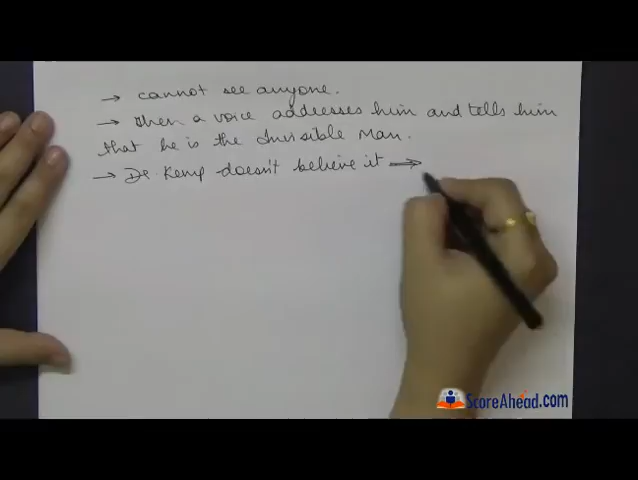 → cannot see anyone.
→ then a voice addresses him and tells him
that he is the Invisible Man.
→ Dr. Kemp doesn't believe it →
ScoreAhead.com